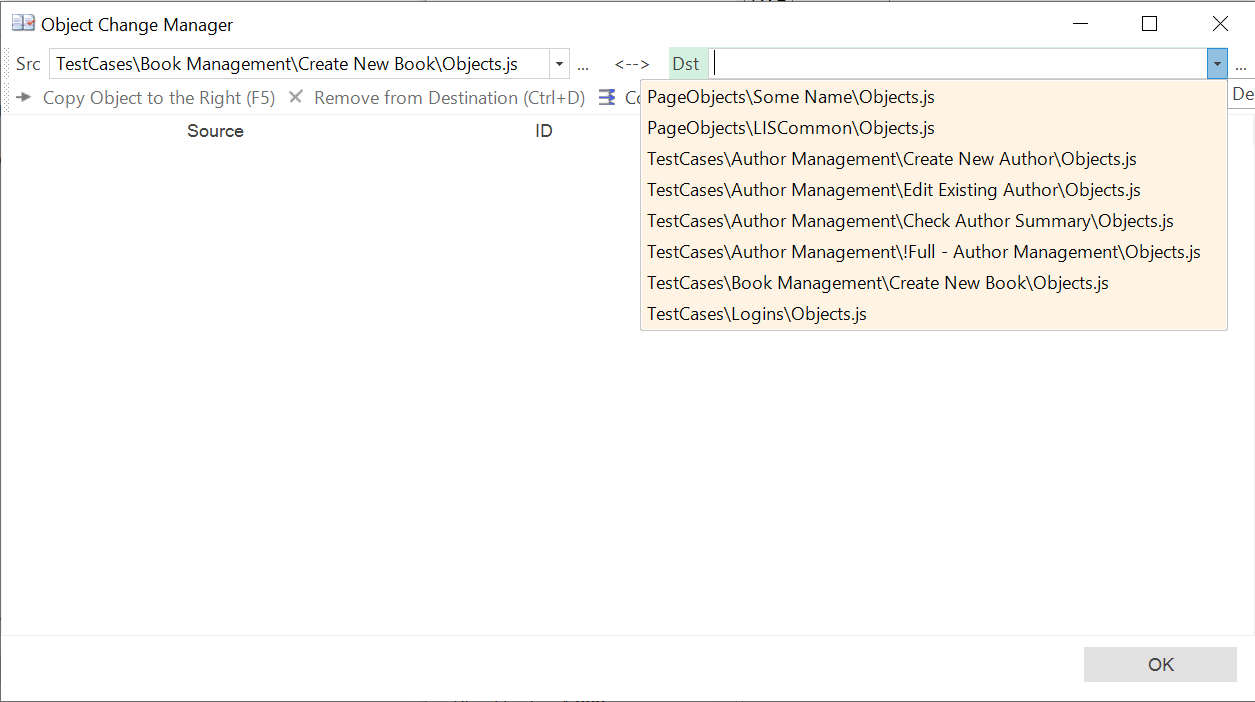 Object Change Manager
Src TestCases\Book Management\Create New Book\Objects.js ... <--> Dst ...
Copy Object to the Right (F5) Remove from Destination (Ctrl+D) Co De
Source ID
PageObjects\Some Name\Objects.js
PageObjects\LISCommon\Objects.js
TestCases\Author Management\Create New Author\Objects.js
TestCases\Author Management\Edit Existing Author\Objects.js
TestCases\Author Management\Check Author Summary\Objects.js
TestCases\Author Management\!Full - Author Management\Objects.js
TestCases\Book Management\Create New Book\Objects.js
TestCases\Logins\Objects.js
OK